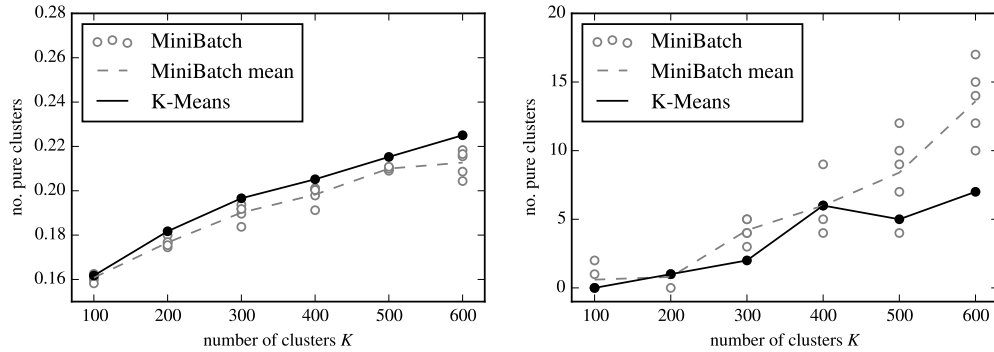 0.28
0.26
0.24
0.22
0.20
0.18
0.16
no. pure clusters
MiniBatch
MiniBatch mean
K-Means
100 200 300 400 500 600
number of clusters K
20
15
10
5
0
no. pure clusters
MiniBatch
MiniBatch mean
K-Means
100 200 300 400 500 600
number of clusters K